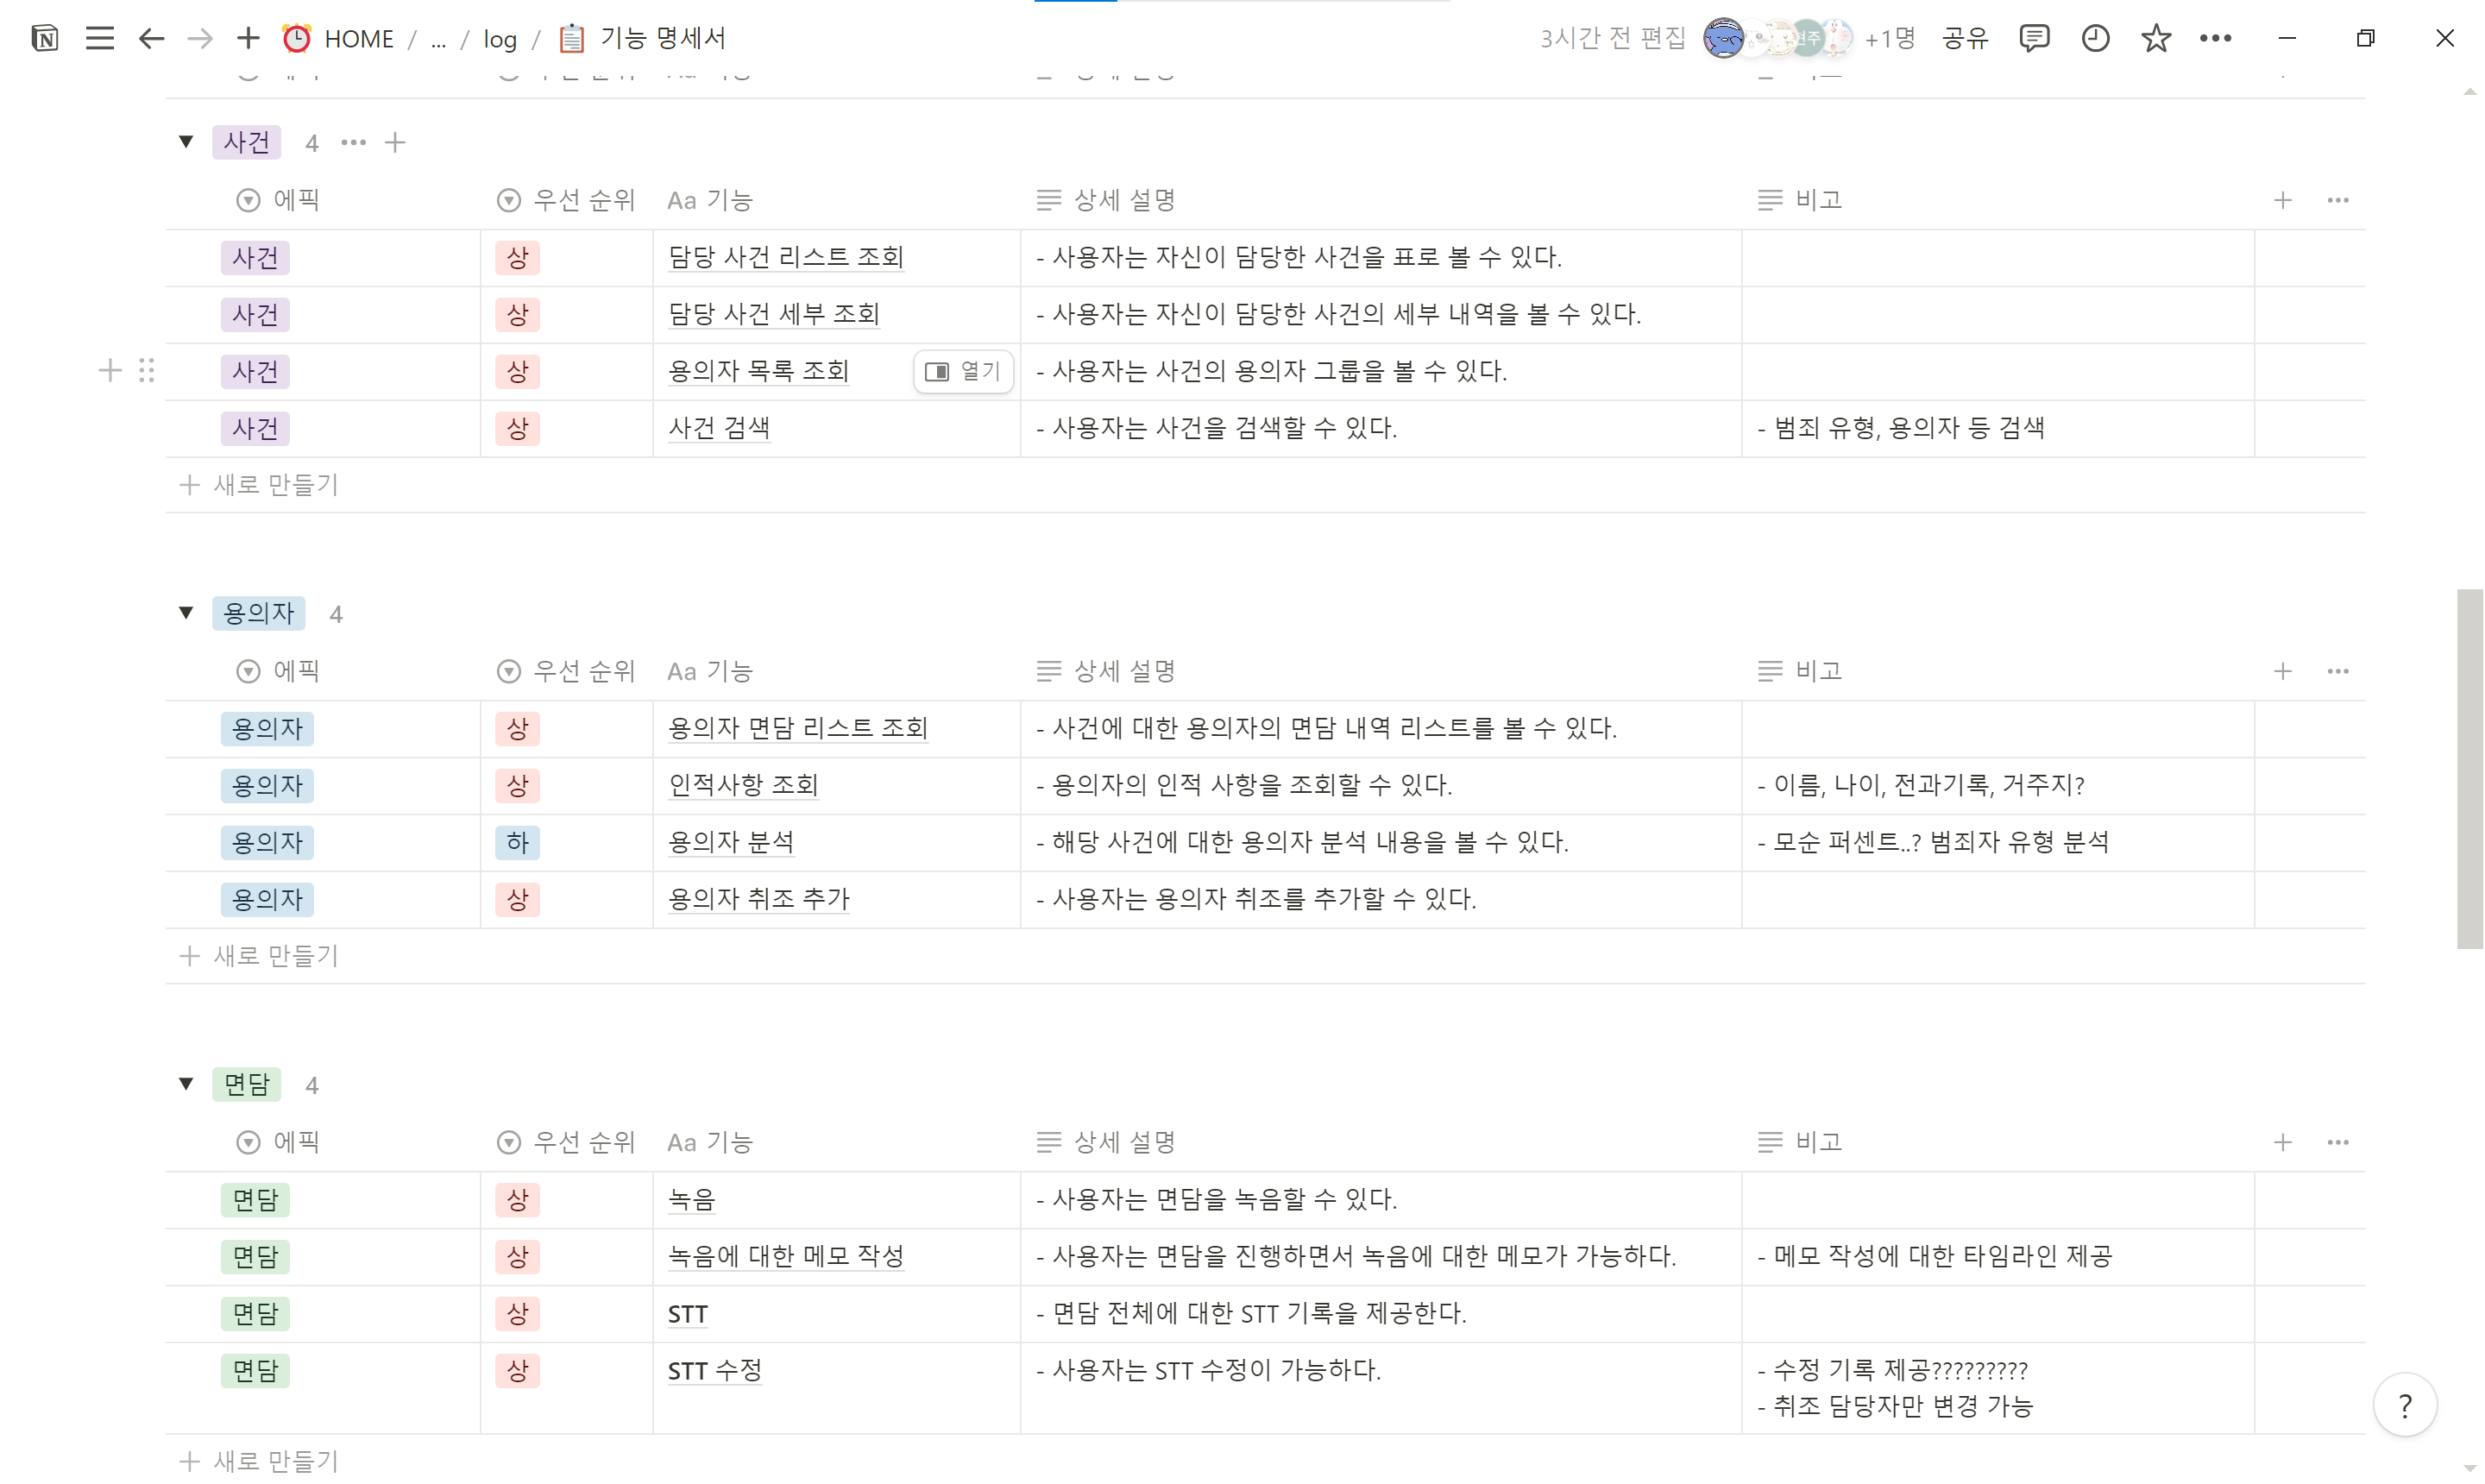 HOME / ... / log / 기능 명세서
3시간 전 편집 현주 +1명 공유
사건 4
에픽 우선 순위 Aa 기능 상세 설명 비고
사건 상 담당 사건 리스트 조회 - 사용자는 자신이 담당한 사건을 표로 볼 수 있다.
사건 상 담당 사건 세부 조회 - 사용자는 자신이 담당한 사건의 세부 내역을 볼 수 있다.
사건 상 용의자 목록 조회 열기 - 사용자는 사건의 용의자 그룹을 볼 수 있다.
사건 상 사건 검색 - 사용자는 사건을 검색할 수 있다. - 범죄 유형, 용의자 등 검색
새로 만들기
용의자 4
에픽 우선 순위 Aa 기능 상세 설명 비고
용의자 상 용의자 면담 리스트 조회 - 사건에 대한 용의자의 면담 내역 리스트를 볼 수 있다.
용의자 상 인적사항 조회 - 용의자의 인적 사항을 조회할 수 있다. - 이름, 나이, 전과기록, 거주지?
용의자 하 용의자 분석 - 해당 사건에 대한 용의자 분석 내용을 볼 수 있다. - 모순 퍼센트..? 범죄자 유형 분석
용의자 상 용의자 취조 추가 - 사용자는 용의자 취조를 추가할 수 있다.
새로 만들기
면담 4
에픽 우선 순위 Aa 기능 상세 설명 비고
면담 상 녹음 - 사용자는 면담을 녹음할 수 있다.
면담 상 녹음에 대한 메모 작성 - 사용자는 면담을 진행하면서 녹음에 대한 메모가 가능하다. - 메모 작성에 대한 타임라인 제공
면담 상 STT - 면담 전체에 대한 STT 기록을 제공한다.
면담 상 STT 수정 - 사용자는 STT 수정이 가능하다. - 수정 기록 제공?????????
- 취조 담당자만 변경 가능
새로 만들기
?